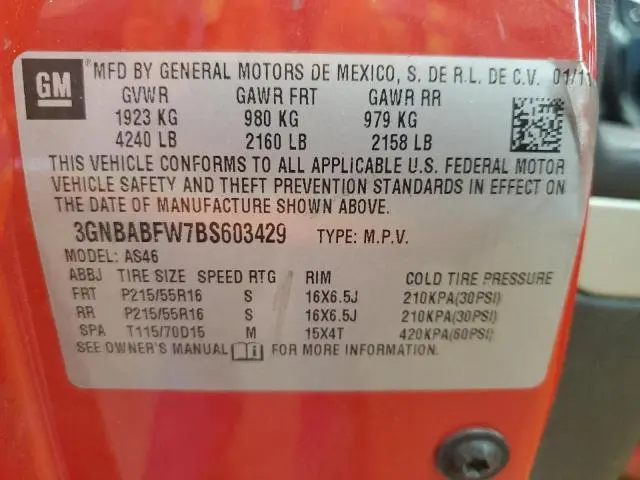 GM
MFD BY GENERAL MOTORS DE MEXICO, S. DE R.L. DE C.V. 01/11
GVWR GAWR FRT GAWR RR
1923 KG 980 KG 979 KG
4240 LB 2160 LB 2158 LB
THIS VEHICLE CONFORMS TO ALL APPLICABLE U.S. FEDERAL MOTOR
VEHICLE SAFETY AND THEFT PREVENTION STANDARDS IN EFFECT ON
THE DATE OF MANUFACTURE SHOWN ABOVE.
3GNBABFW7BS603429 TYPE: M.P.V.
MODEL: AS46
ABBJ TIRE SIZE SPEED RTG RIM COLD TIRE PRESSURE
FRT P215/55R16 S 16X6.5J 210KPA(30PSI)
RR P215/55R16 S 16X6.5J 210KPA(30PSI)
SPA T115/70D15 M 15X4T 420KPA(60PSI)
SEE OWNER'S MANUAL FOR MORE INFORMATION.